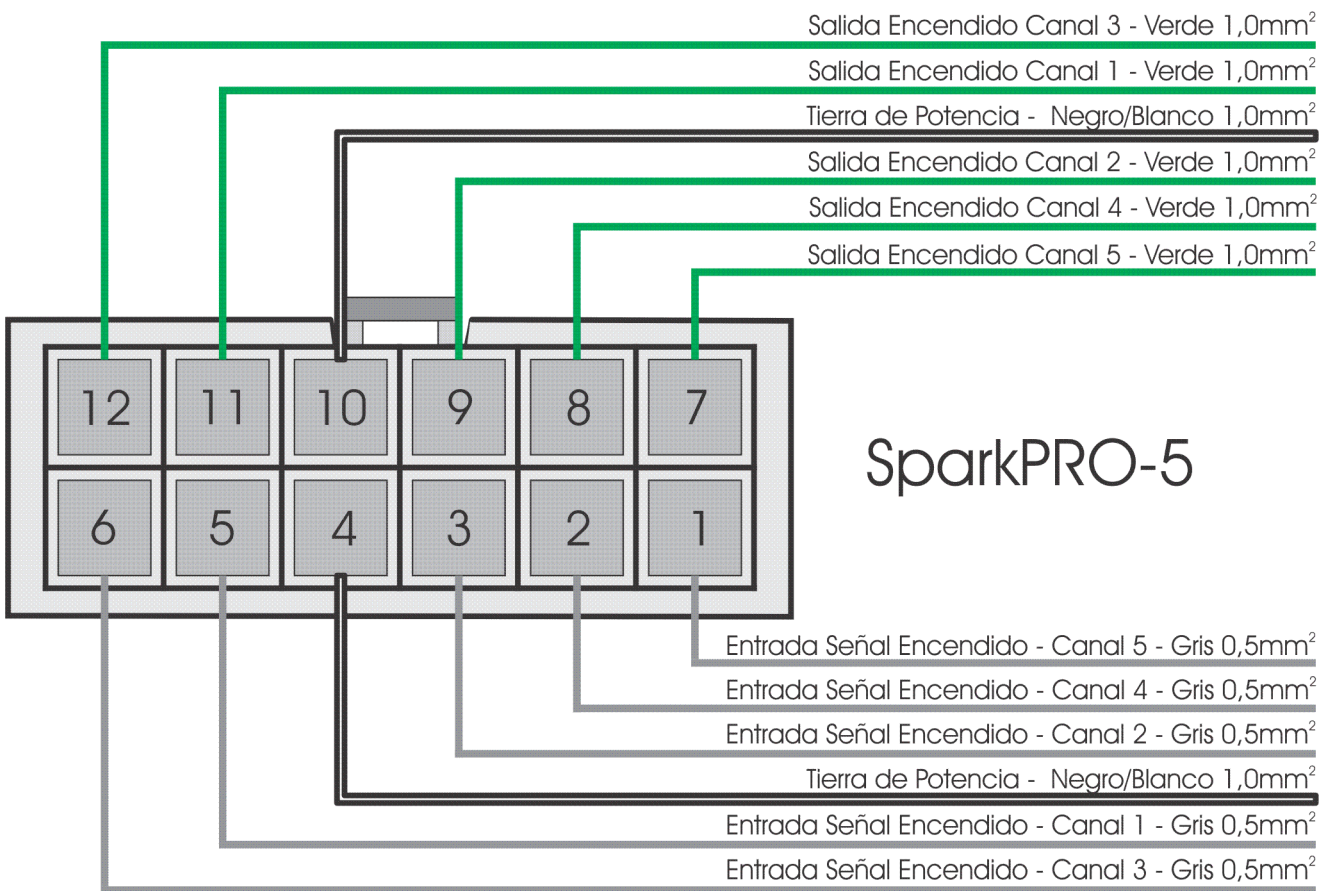 Salida Encendido Canal 3 - Verde 1,0mm²
Salida Encendido Canal 1 - Verde 1,0mm²
Tierra de Potencia - Negro/Blanco 1,0mm²
Salida Encendido Canal 2 - Verde 1,0mm²
Salida Encendido Canal 4 - Verde 1,0mm²
Salida Encendido Canal 5 - Verde 1,0mm²
12 11 10 9 8 7
SparkPRO-5
6 5 4 3 2 1
Entrada Señal Encendido - Canal 5 - Gris 0,5mm²
Entrada Señal Encendido - Canal 4 - Gris 0,5mm²
Entrada Señal Encendido - Canal 2 - Gris 0,5mm²
Tierra de Potencia - Negro/Blanco 1,0mm²
Entrada Señal Encendido - Canal 1 - Gris 0,5mm²
Entrada Señal Encendido - Canal 3 - Gris 0,5mm²